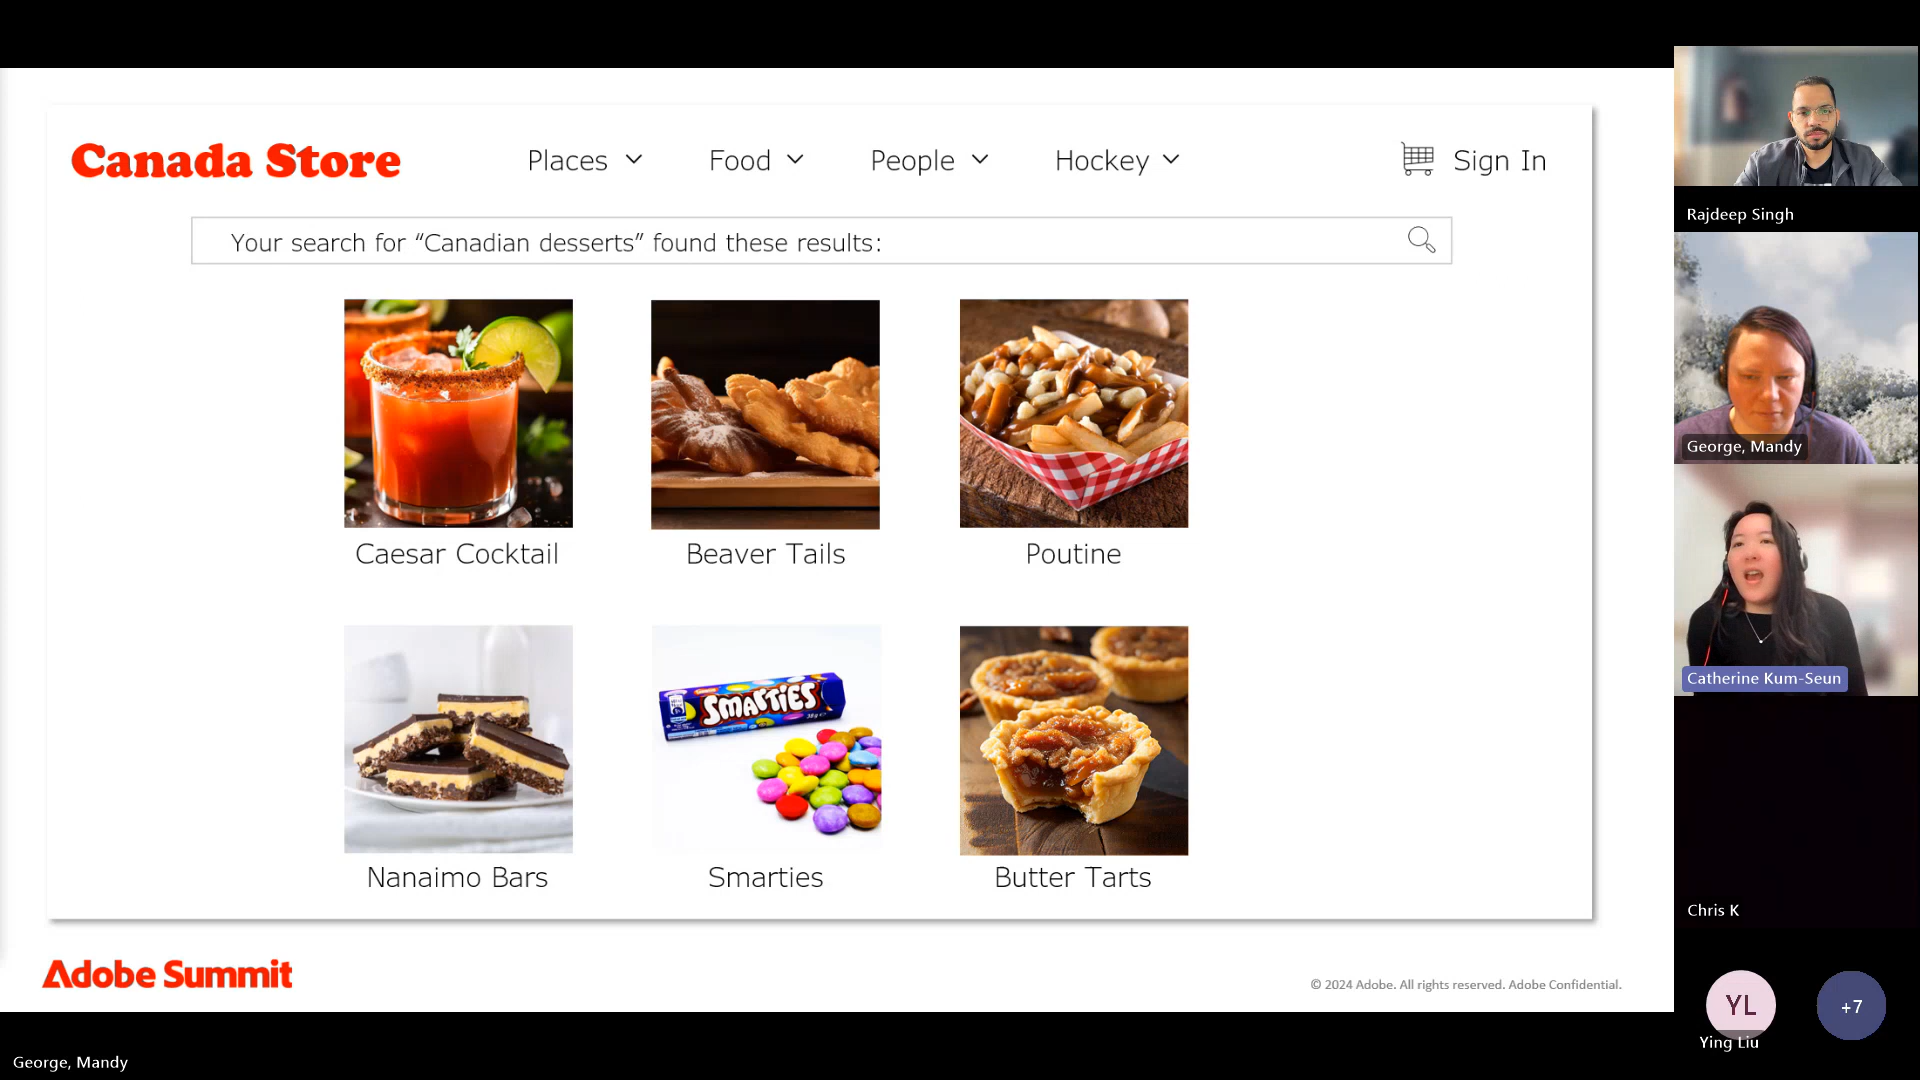 Canada Store
Places
Food
People
Hockey
Sign In
Your search for “Canadian desserts” found these results:
Caesar Cocktail
Beaver Tails
Poutine
SMARTIES
Nanaimo Bars
Smarties
Butter Tarts
Adobe Summit
© 2024 Adobe. All rights reserved. Adobe Confidential.
George, Mandy
Rajdeep Singh
George, Mandy
Catherine Kum-Seun
Chris K
YL
Ying Liu
+7